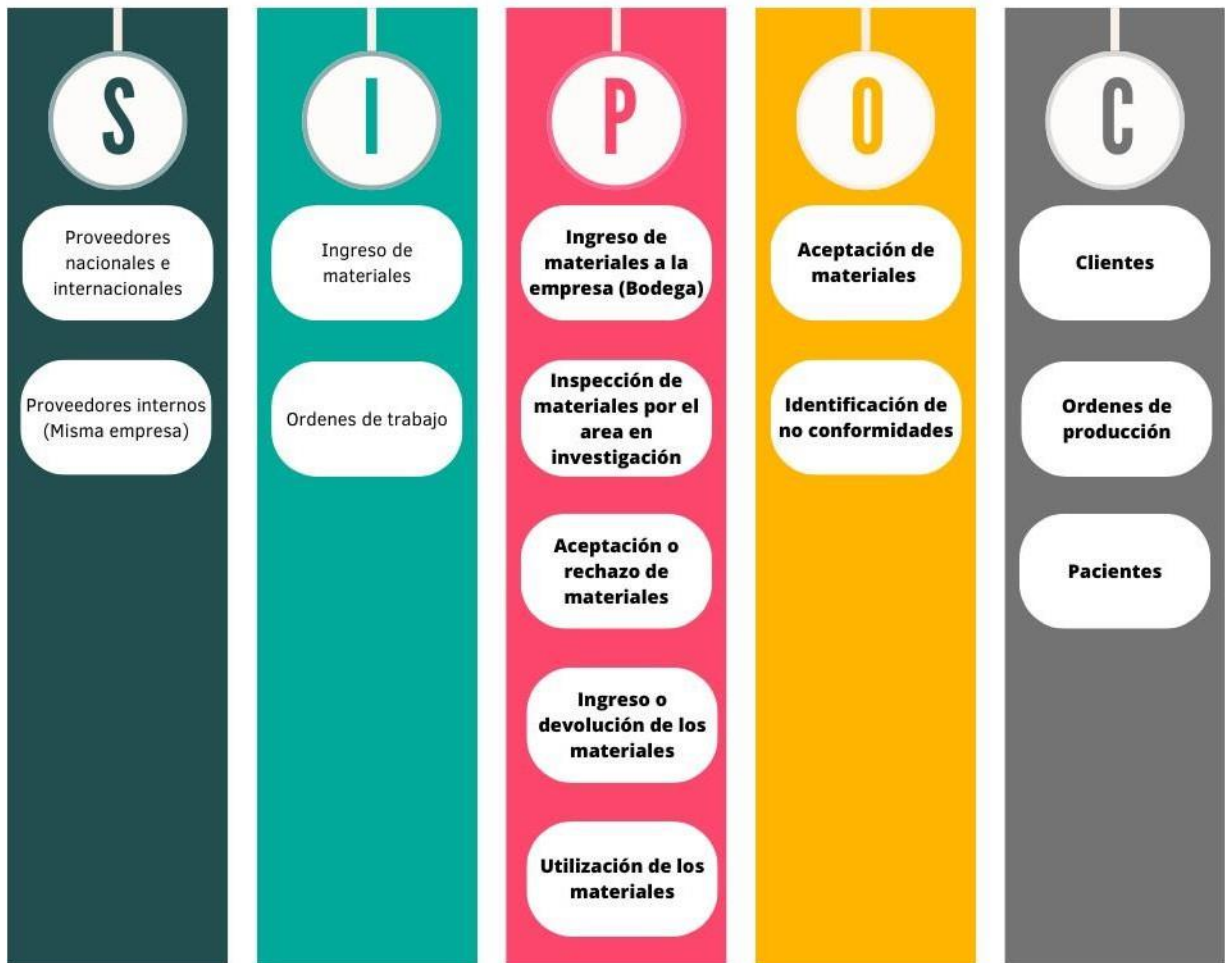 S
Proveedores
nacionales e
internacionales
Proveedores internos
(Misma empresa)
I
Ingreso de
materiales
Ordenes de trabajo
P
Ingreso de
materiales a la
empresa (Bodega)
Inspección de
materiales por el
area en
investigación
Aceptación o
rechazo de
materiales
Ingreso o
devolución de los
materiales
Utilización de los
materiales
O
Aceptación de
materiales
Identificación de
no conformidades
C
Clientes
Ordenes de
producción
Pacientes